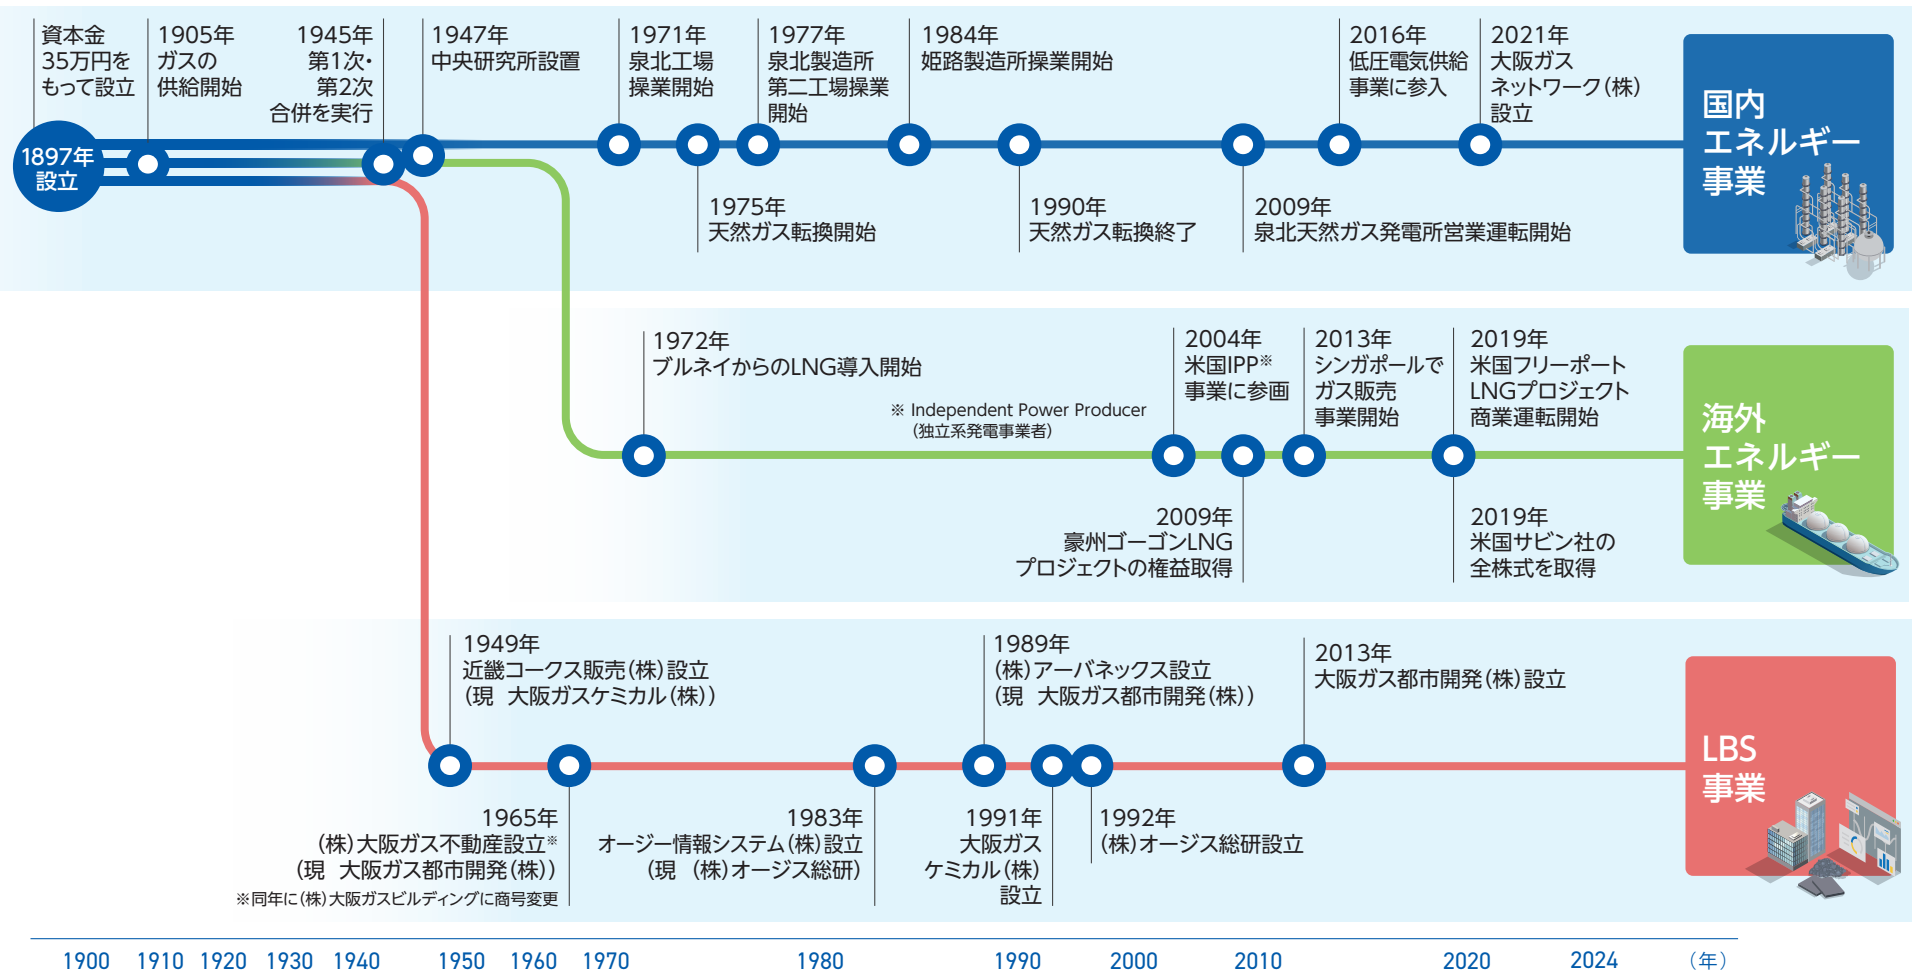 資本金
35万円を
もって設立
1905年
ガスの
供給開始
1945年
第1次・
第2次
合併を実行
1947年
中央研究所設置
1971年
泉北工場
操業開始
1977年
泉北製造所
第二工場操業
開始
1984年
姫路製造所操業開始
2016年
低圧電気供給
事業に参入
2021年
大阪ガス
ネットワーク(株)
設立
1897年
設立
1975年
天然ガス転換開始
1990年
天然ガス転換終了
2009年
泉北天然ガス発電所営業運転開始
国内
エネルギー
事業
1972年
ブルネイからのLNG導入開始
※ Independent Power Producer
(独立系発電事業者)
2004年
米国IPP※
事業に参画
2013年
シンガポールで
ガス販売
事業開始
2019年
米国フリーポート
LNGプロジェクト
商業運転開始
2009年
豪州ゴーゴンLNG
プロジェクトの権益取得
2019年
米国サビン社の
全株式を取得
海外
エネルギー
事業
1949年
近畿コークス販売(株)設立
(現 大阪ガスケミカル(株))
1989年
(株)アーバネックス設立
(現 大阪ガス都市開発(株))
2013年
大阪ガス都市開発(株)設立
1965年
(株)大阪ガス不動産設立※
(現 大阪ガス都市開発(株))
※同年に(株)大阪ガスビルディングに商号変更
1983年
オージー情報システム(株)設立
(現 (株)オージス総研)
1991年
大阪ガス
ケミカル(株)
設立
1992年
(株)オージス総研設立
LBS
事業
1900 1910 1920 1930 1940 1950 1960 1970 1980 1990 2000 2010 2020 2024 (年)